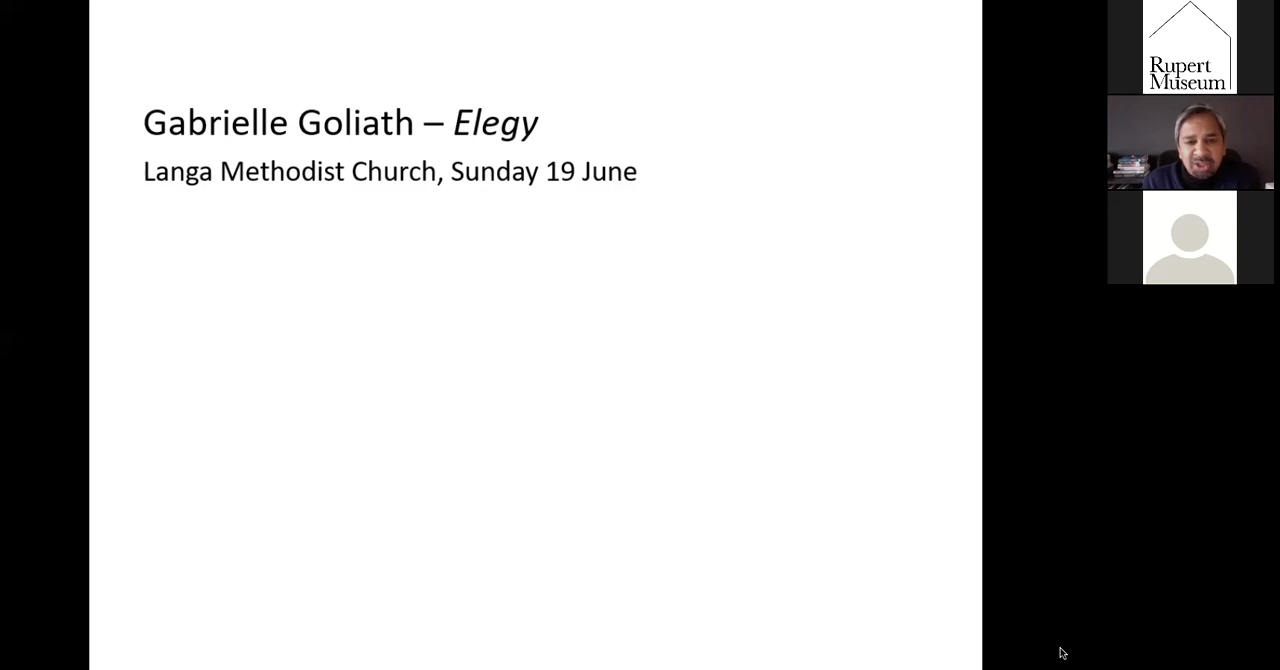 Gabrielle Goliath – Elegy
Langa Methodist Church, Sunday 19 June
Rupert
Museum